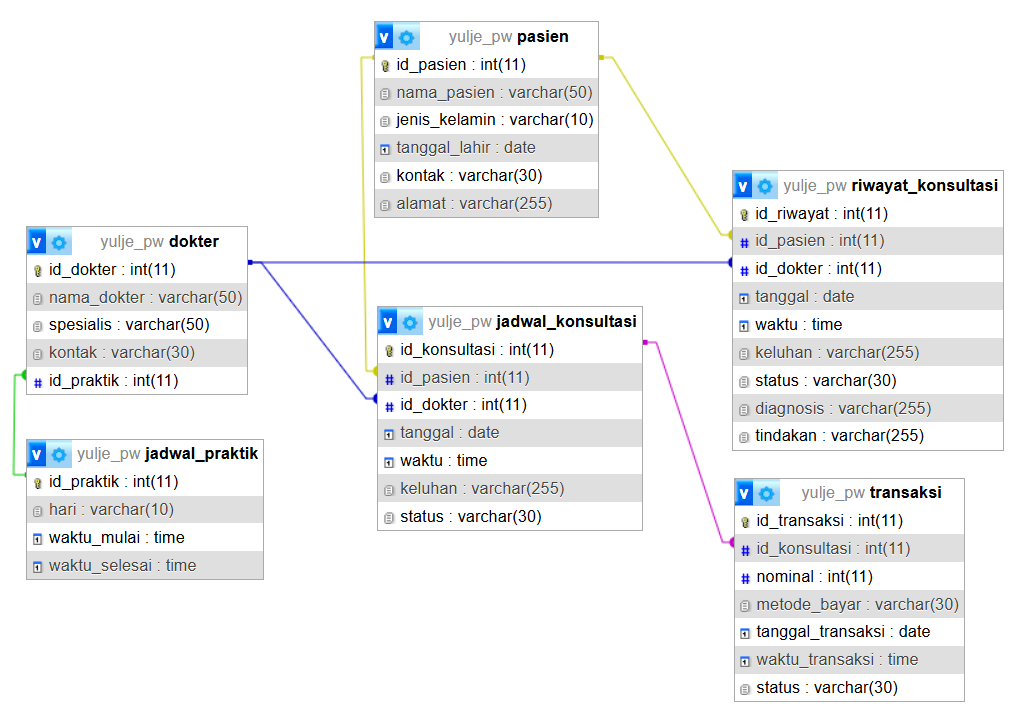 yulje_pw pasien
id_pasien : int(11)
nama_pasien : varchar(50)
jenis_kelamin : varchar(10)
tanggal_lahir : date
kontak : varchar(30)
alamat : varchar(255)
yulje_pw riwayat_konsultasi
id_riwayat : int(11)
id_pasien : int(11)
id_dokter : int(11)
tanggal : date
waktu : time
keluhan : varchar(255)
status : varchar(30)
diagnosis : varchar(255)
tindakan : varchar(255)
yulje_pw dokter
id_dokter : int(11)
nama_dokter : varchar(50)
spesialis : varchar(50)
kontak : varchar(30)
id_praktik : int(11)
yulje_pw jadwal_konsultasi
id_konsultasi : int(11)
id_pasien : int(11)
id_dokter : int(11)
tanggal : date
waktu : time
keluhan : varchar(255)
status : varchar(30)
yulje_pw jadwal_praktik
id_praktik : int(11)
hari : varchar(10)
waktu_mulai : time
waktu_selesai : time
yulje_pw transaksi
id_transaksi : int(11)
id_konsultasi : int(11)
nominal : int(11)
metode_bayar : varchar(30)
tanggal_transaksi : date
waktu_transaksi : time
status : varchar(30)